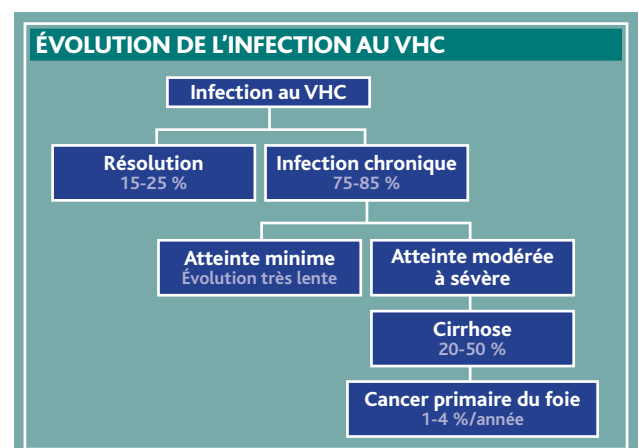 ÉVOLUTION DE L'INFECTION AU VHC
Infection au VHC
Résolution
15-25 %
Infection chronique
75-85 %
Atteinte minime
Évolution très lente
Atteinte modérée
à sévère
Cirrhose
20-50 %
Cancer primaire du foie
1-4 %/année